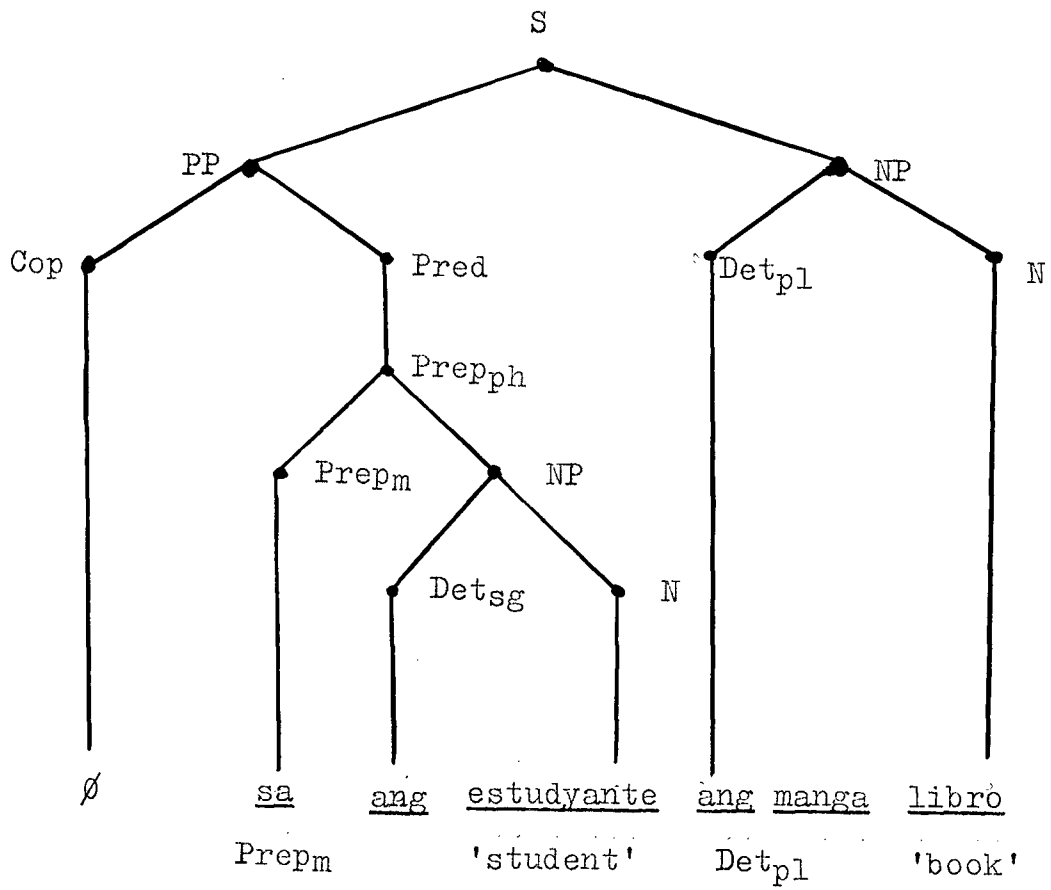 S
PP NP
Cop Pred Det_pl N
Prep_ph
Prep_m NP
Det_sg N
∅ sa ang estudyante ang manga libro
Prep_m 'student' Det_pl 'book'